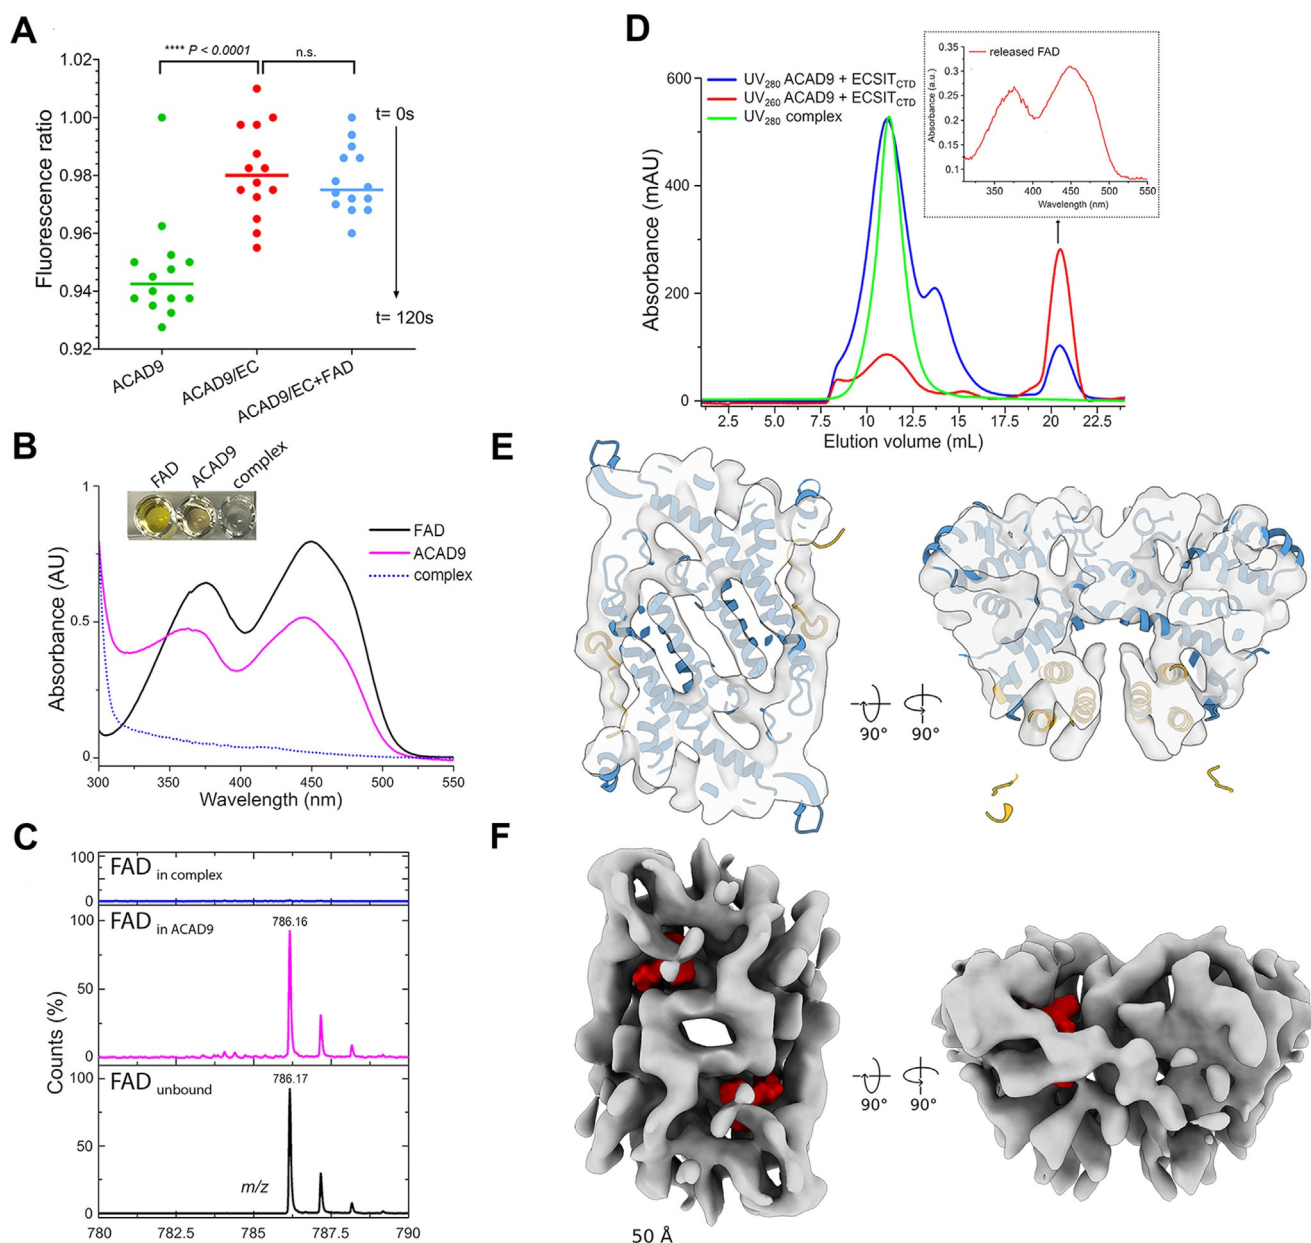 A
**** P < 0.0001
n.s.
1.02
1.00
0.98
0.96
0.94
0.92
Fluorescence ratio
t= 0s
t= 120s
ACAD9
ACAD9/EC
ACAD9/EC+FAD
B
FAD
ACAD9
complex
1
0.5
0
Absorbance (AU)
FAD
ACAD9
complex
300
350
400
450
500
550
Wavelength (nm)
C
100
50
0
FAD in complex
100
50
0
FAD in ACAD9
786.16
Counts (%)
100
50
0
FAD unbound
786.17
m/z
780
782.5
785
787.5
790
D
600
400
200
0
Absorbance (mAU)
UV280 ACAD9 + ECSITCTD
UV260 ACAD9 + ECSITCTD
UV280 complex
2.5
5.0
7.5
10
12.5
15
17.5
20
22.5
Elution volume (mL)
0.35
0.3
0.25
0.2
0.15
0.1
Absorbance (a.u.)
released FAD
350
400
450
500
550
Wavelength (nm)
E
90°
90°
F
90°
90°
50 Å